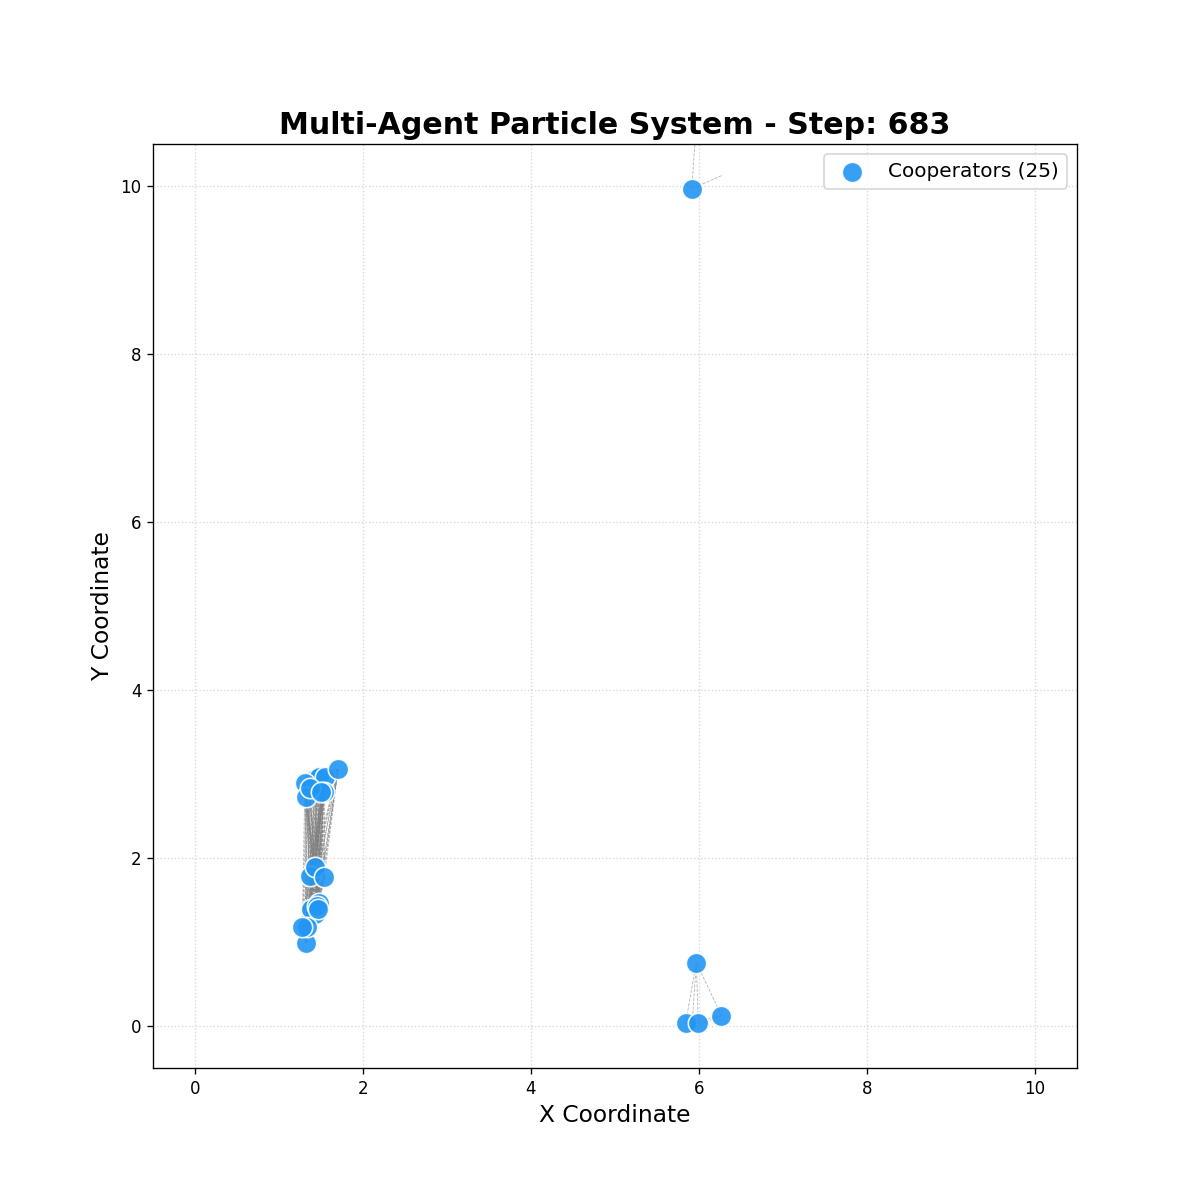 Multi-Agent Particle System - Step: 683
Cooperators (25)
10
8
6
4
2
0
Y Coordinate
0 2 4 6 8 10
X Coordinate